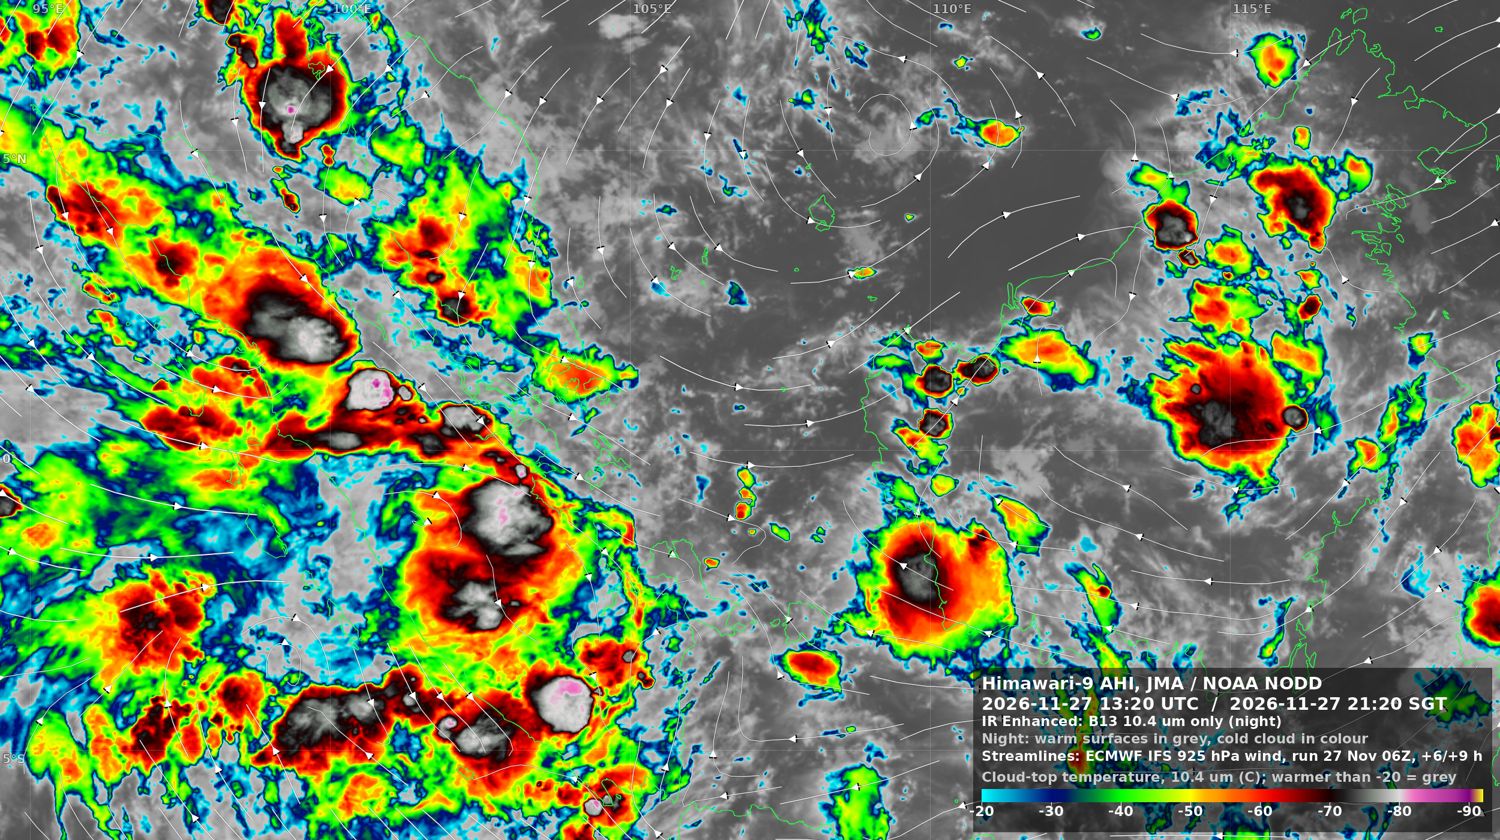 95°E
100°E
105°E
110°E
115°E
5°N
0°
5°S
Himawari-9 AHI, JMA / NOAA NODD
2026-11-27 13:20 UTC / 2026-11-27 21:20 SGT
IR Enhanced: B13 10.4 um only (night)
Night: warm surfaces in grey, cold cloud in colour
Streamlines: ECMWF IFS 925 hPa wind, run 27 Nov 06Z, +6/+9 h
Cloud-top temperature, 10.4 um (C); warmer than -20 = grey
-20 -30 -40 -50 -60 -70 -80 -90